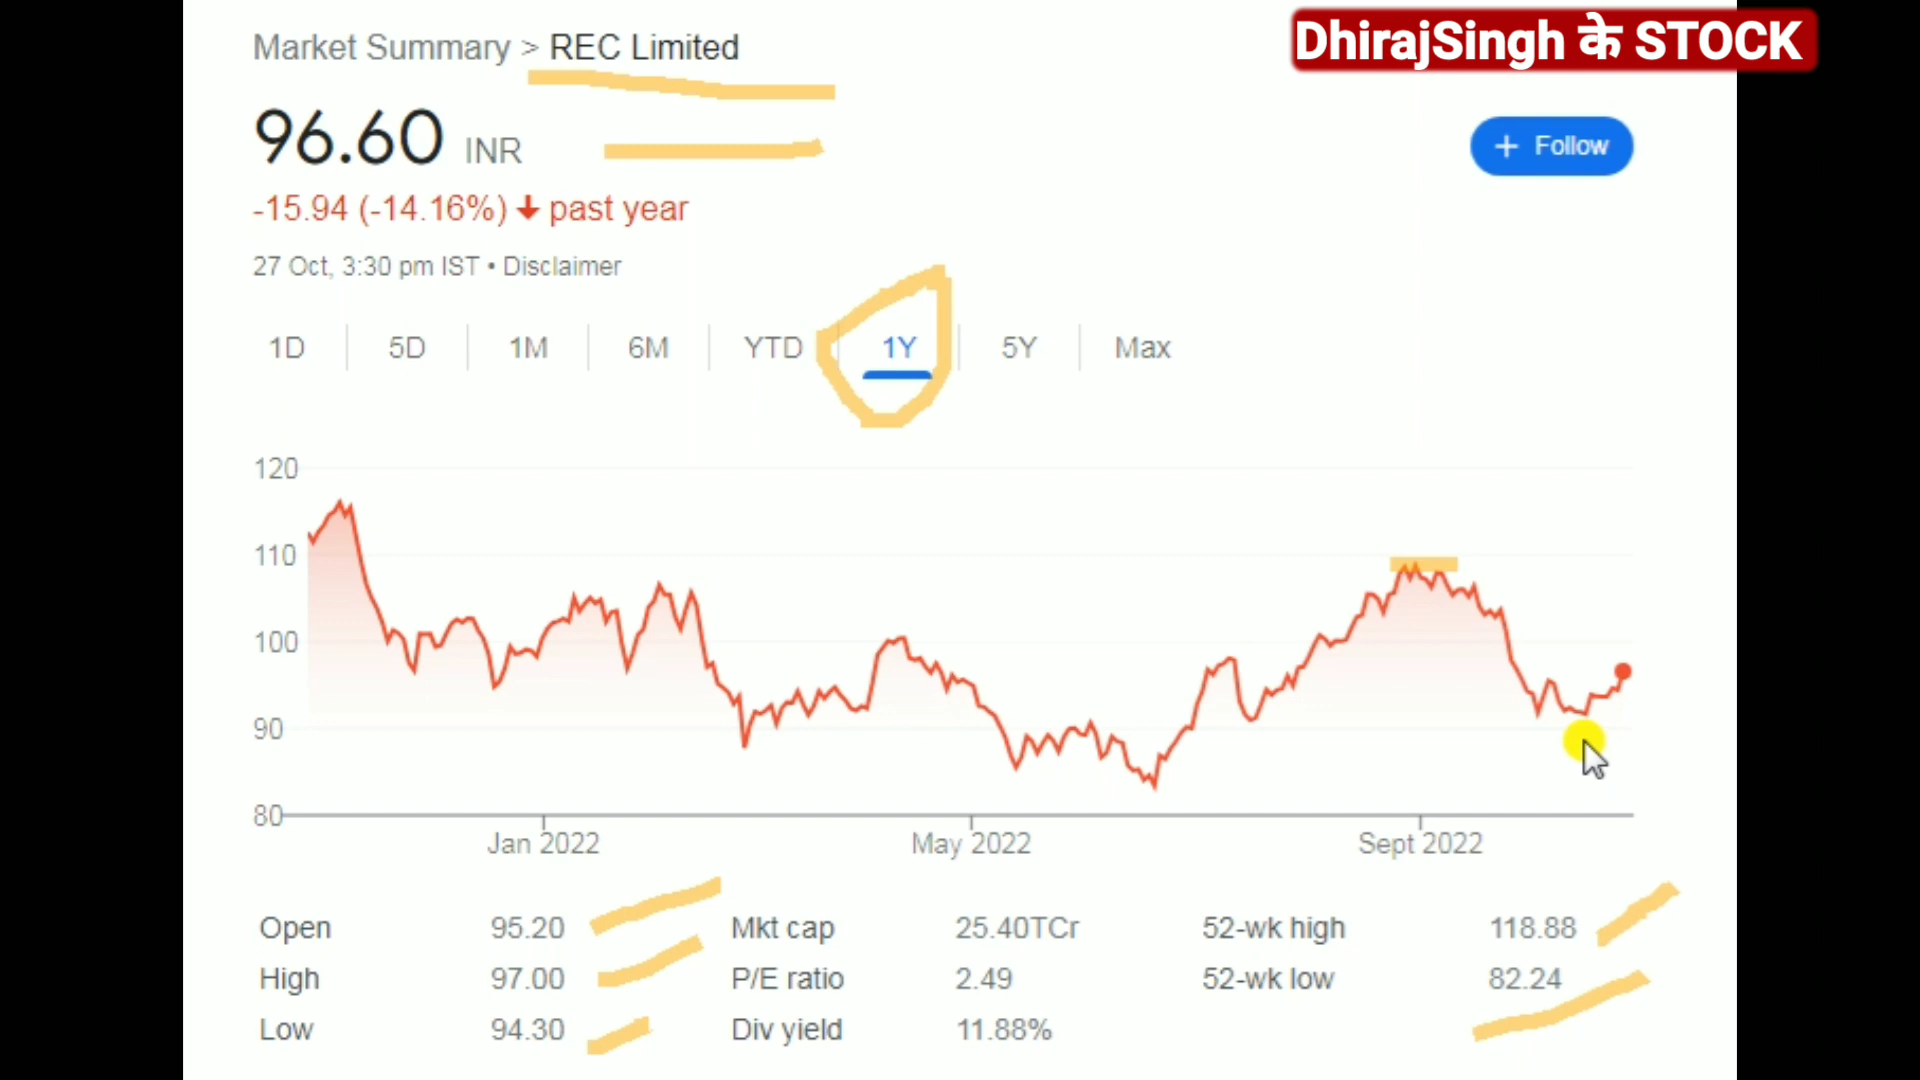 DhirajSingh के STOCK
Market Summary > REC Limited
96.60 INR
+ Follow
-15.94 (-14.16%) ↓ past year
27 Oct, 3:30 pm IST • Disclaimer
1D 5D 1M 6M YTD 1Y 5Y Max
120
110
100
90
80
Jan 2022 May 2022 Sept 2022
Open 95.20 Mkt cap 25.40TCr 52-wk high 118.88
High 97.00 P/E ratio 2.49 52-wk low 82.24
Low 94.30 Div yield 11.88%